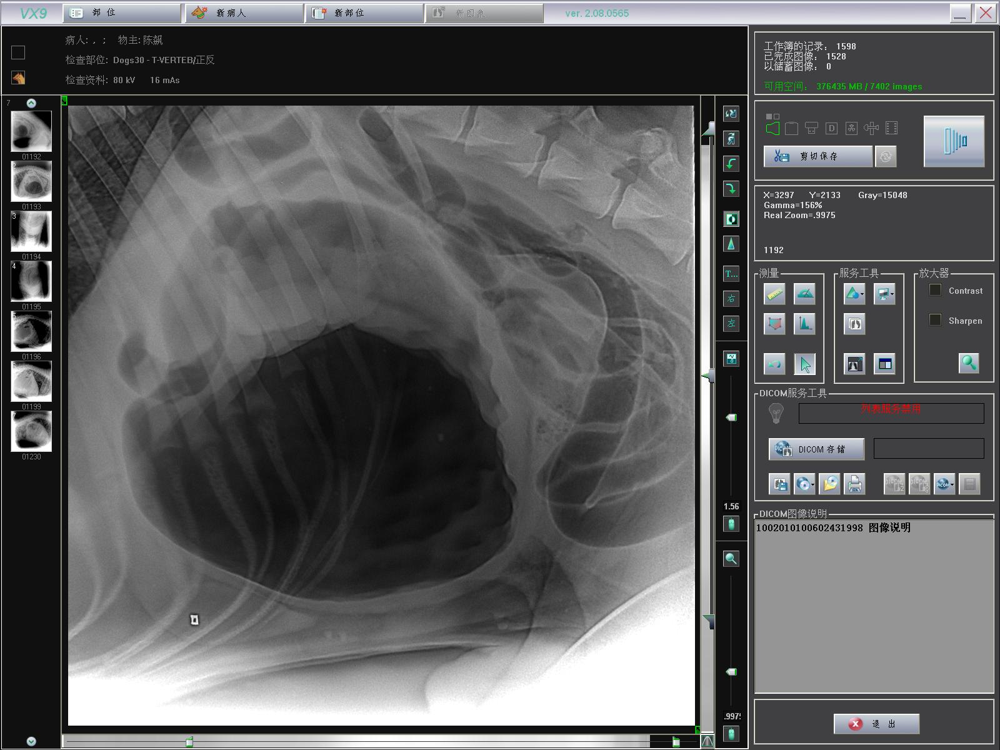 VX9
部 位
新病人
新部位
新图象
ver. 2.08.0565
病人: , ; 物主: 陈飙
检查部位: Dogs30 - T-VERTEB/正反
检查资料: 80 kV 16 mAs
7
01192
2
01193
3
01194
4
01195
5
01196
6
01199
7
01230
T...
右
左
1.56
工作簿的记录: 1598
已完成图像: 1528
以储蓄图像: 0
可用空间: 376435 MB / 7402 images
D
剪切保存
X=3297 Y=2133 Gray=15048
Gamma=156%
Real Zoom=.9975
1192
测量
服务工具
放大器
Contrast
Sharpen
DICOM服务工具
列表服务禁用
DICOM 存储
DICOM图像说明
1002010100602431998 图像说明
退 出